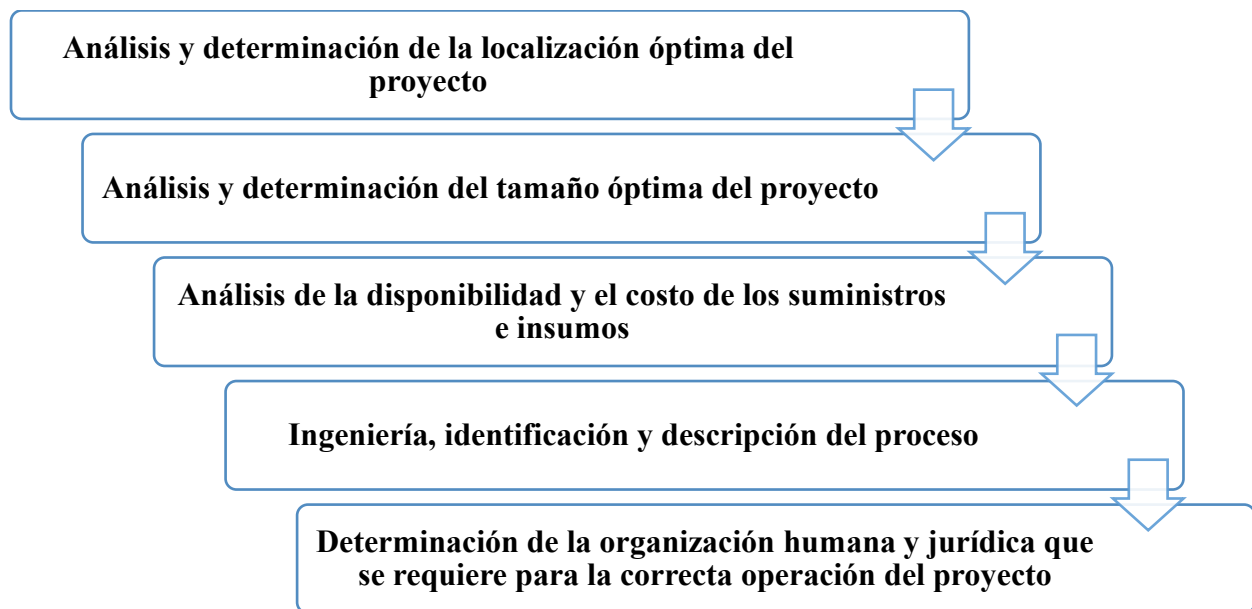 Análisis y determinación de la localización óptima del
proyecto
Análisis y determinación del tamaño óptima del proyecto
Análisis de la disponibilidad y el costo de los suministros
e insumos
Ingeniería, identificación y descripción del proceso
Determinación de la organización humana y jurídica que
se requiere para la correcta operación del proyecto